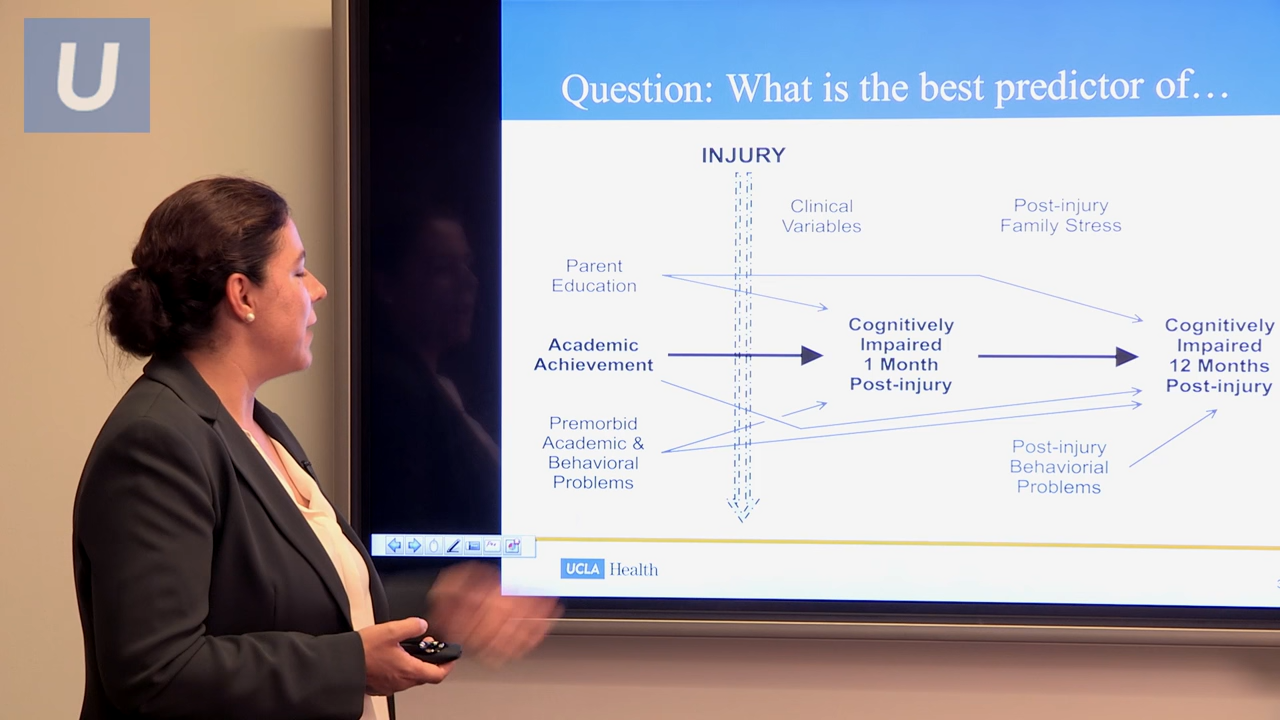 U
Question: What is the best predictor of…
INJURY
Clinical
Variables
Post-injury
Family Stress
Parent
Education
Academic
Achievement
Cognitively
Impaired
1 Month
Post-injury
Cognitively
Impaired
12 Months
Post-injury
Premorbid
Academic &
Behavioral
Problems
Post-injury
Behaviorial
Problems
UCLA Health